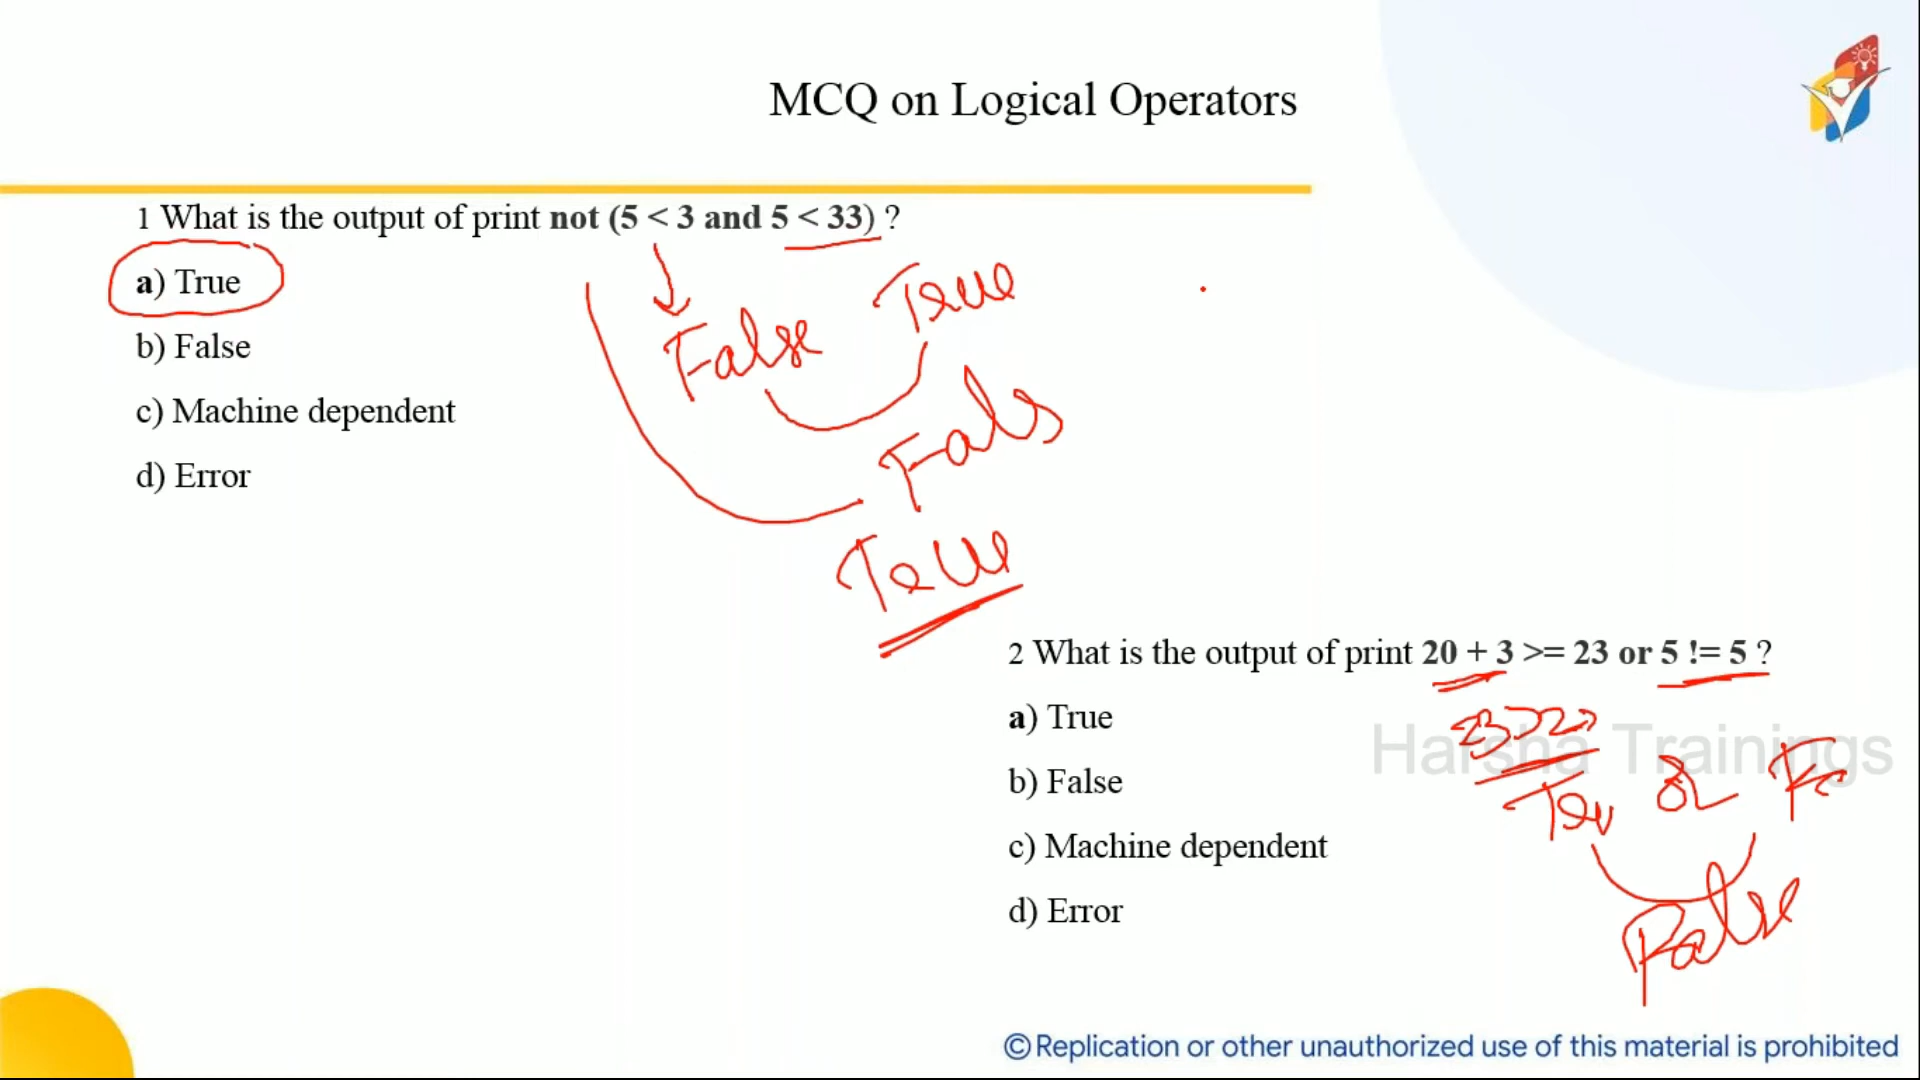 MCQ on Logical Operators
1 What is the output of print not (5 < 3 and 5 < 33) ?
a) True
b) False
c) Machine dependent
d) Error
False True
Fals
True
2 What is the output of print 20 + 3 >= 23 or 5 != 5 ?
a) True
b) False
c) Machine dependent
d) Error
Harsha Trainings
or
False
©Replication or other unauthorized use of this material is prohibited